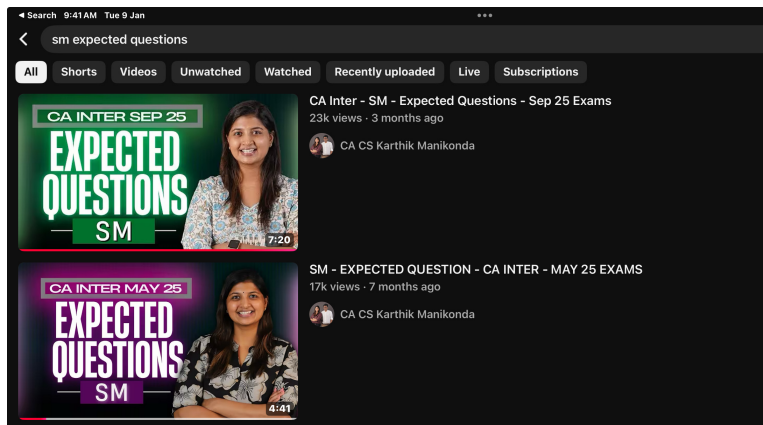 Search 9:41 AM Tue 9 Jan
sm expected questions
All Shorts Videos Unwatched Watched Recently uploaded Live Subscriptions
CA INTER SEP 25
EXPECTED
QUESTIONS
SM
7:20
CA Inter - SM - Expected Questions - Sep 25 Exams
23k views · 3 months ago
CA CS Karthik Manikonda
CA INTER MAY 25
EXPECTED
QUESTIONS
SM
4:41
SM - EXPECTED QUESTION - CA INTER - MAY 25 EXAMS
17k views · 7 months ago
CA CS Karthik Manikonda